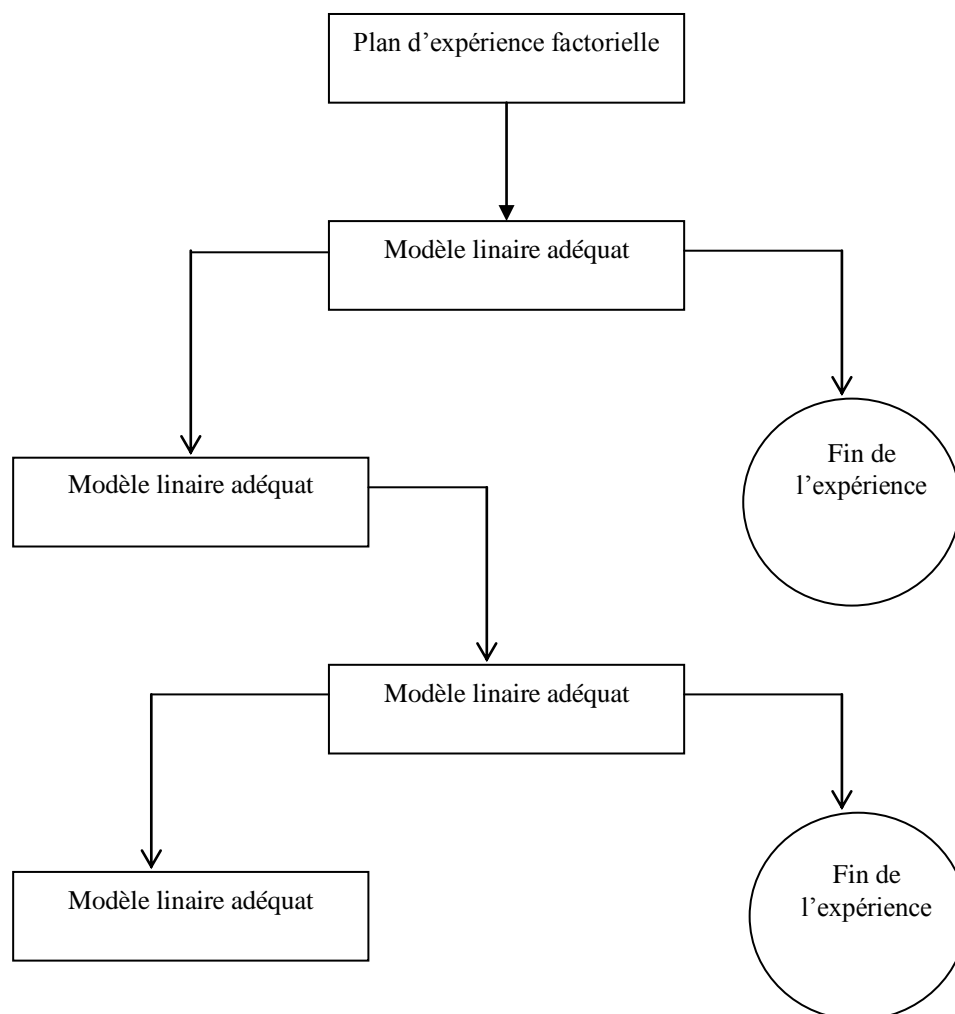 Plan d’expérience factorielle
Modèle linaire adéquat
Modèle linaire adéquat
Fin de
l’expérience
Modèle linaire adéquat
Modèle linaire adéquat
Fin de
l’expérience